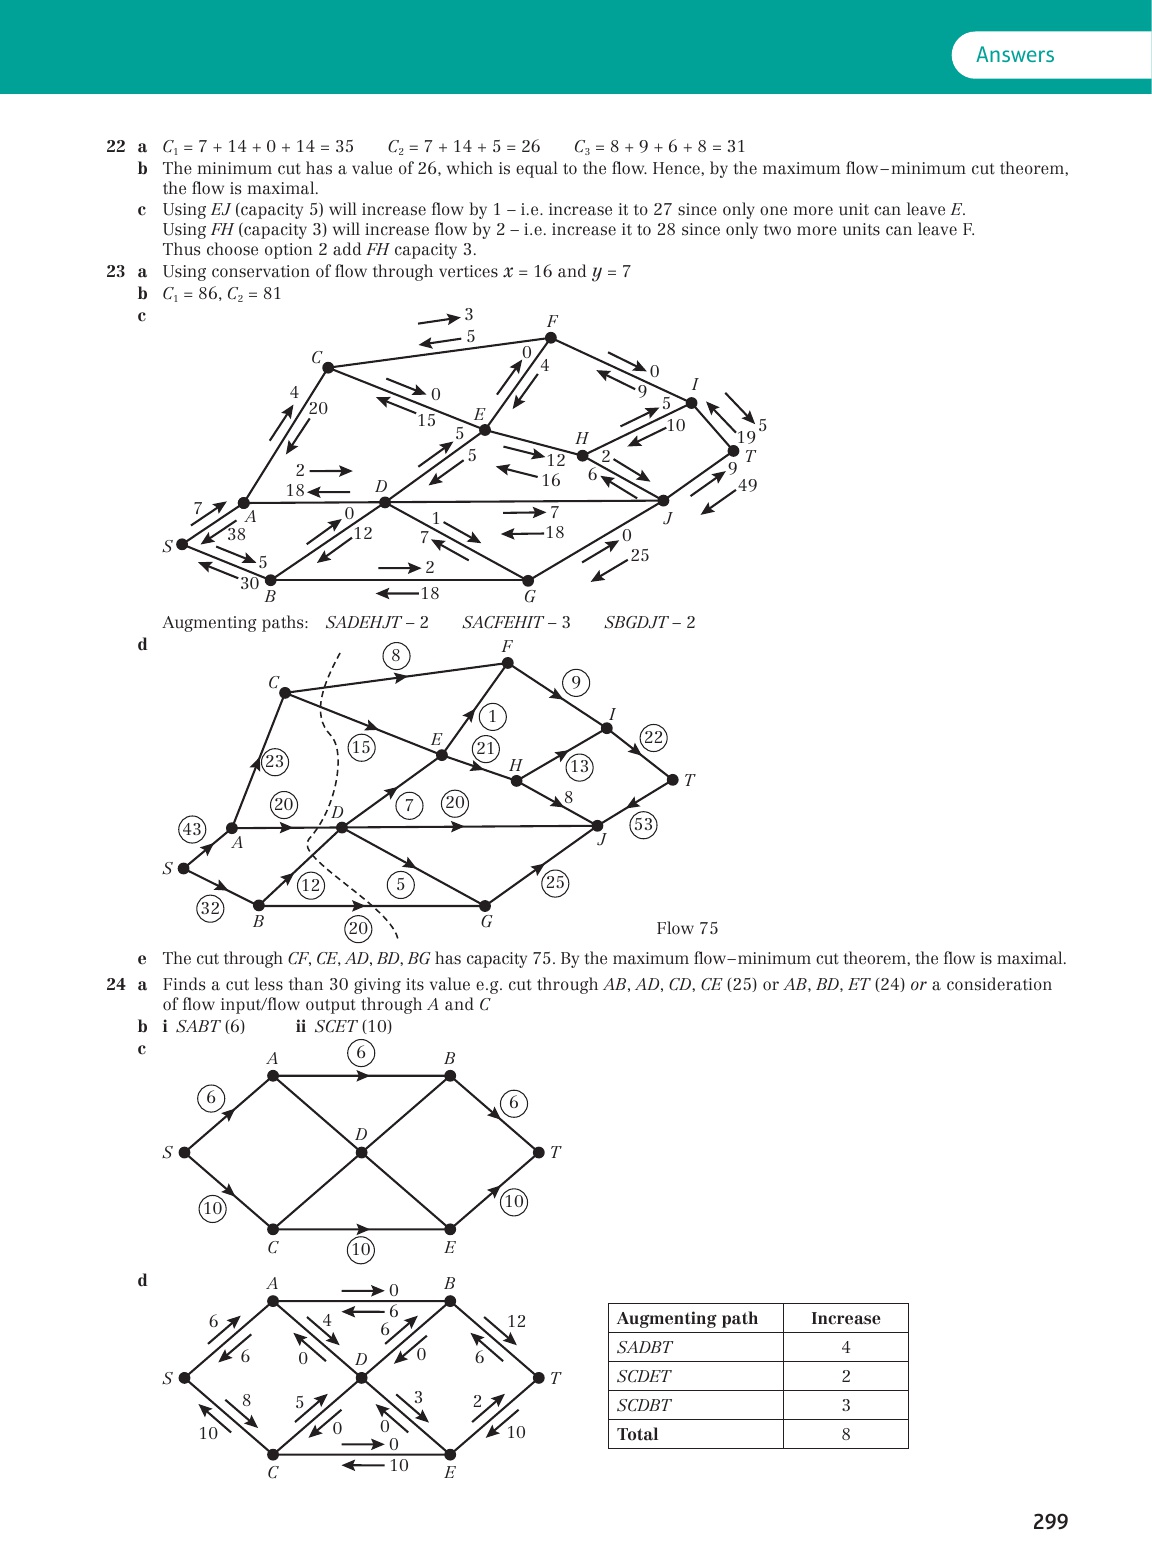 Answers
22 a C₁ = 7 + 14 + 0 + 14 = 35 C₂ = 7 + 14 + 5 = 26 C₃ = 8 + 9 + 6 + 8 = 31
b The minimum cut has a value of 26, which is equal to the flow. Hence, by the maximum flow–minimum cut theorem,
the flow is maximal.
c Using EJ (capacity 5) will increase flow by 1 – i.e. increase it to 27 since only one more unit can leave E.
Using FH (capacity 3) will increase flow by 2 – i.e. increase it to 28 since only two more units can leave F.
Thus choose option 2 add FH capacity 3.
23 a Using conservation of flow through vertices x = 16 and y = 7
b C₁ = 86, C₂ = 81
c
3
F
5
C
0
4
0
I
4
20
0
15
E
9
5
5
10
5
19
H
T
5
12
2
9
2
16
6
49
18
D
7
0
1
7
J
A
38
12
7
18
0
S
5
25
2
30
B
18
G
Augmenting paths: SADEHJT – 2 SACFEHIT – 3 SBGDJT – 2
d
F
8
C
9
1
I
15
E
21
22
23
H
13
T
20
D
7
20
8
43
A
J
53
S
12
5
25
32
B
20
G
Flow 75
e The cut through CF, CE, AD, BD, BG has capacity 75. By the maximum flow–minimum cut theorem, the flow is maximal.
24 a Finds a cut less than 30 giving its value e.g. cut through AB, AD, CD, CE (25) or AB, BD, ET (24) or a consideration
of flow input/flow output through A and C
b i SABT (6) ii SCET (10)
c
A
6
B
6
6
D
S
T
10
10
C
10
E
d
A
0
B
6
6
4
6
12
6
0
D
0
6
S
T
8
5
3
2
10
0
0
0
10
C
10
E
Augmenting path Increase
SADBT 4
SCDET 2
SCDBT 3
Total 8
299